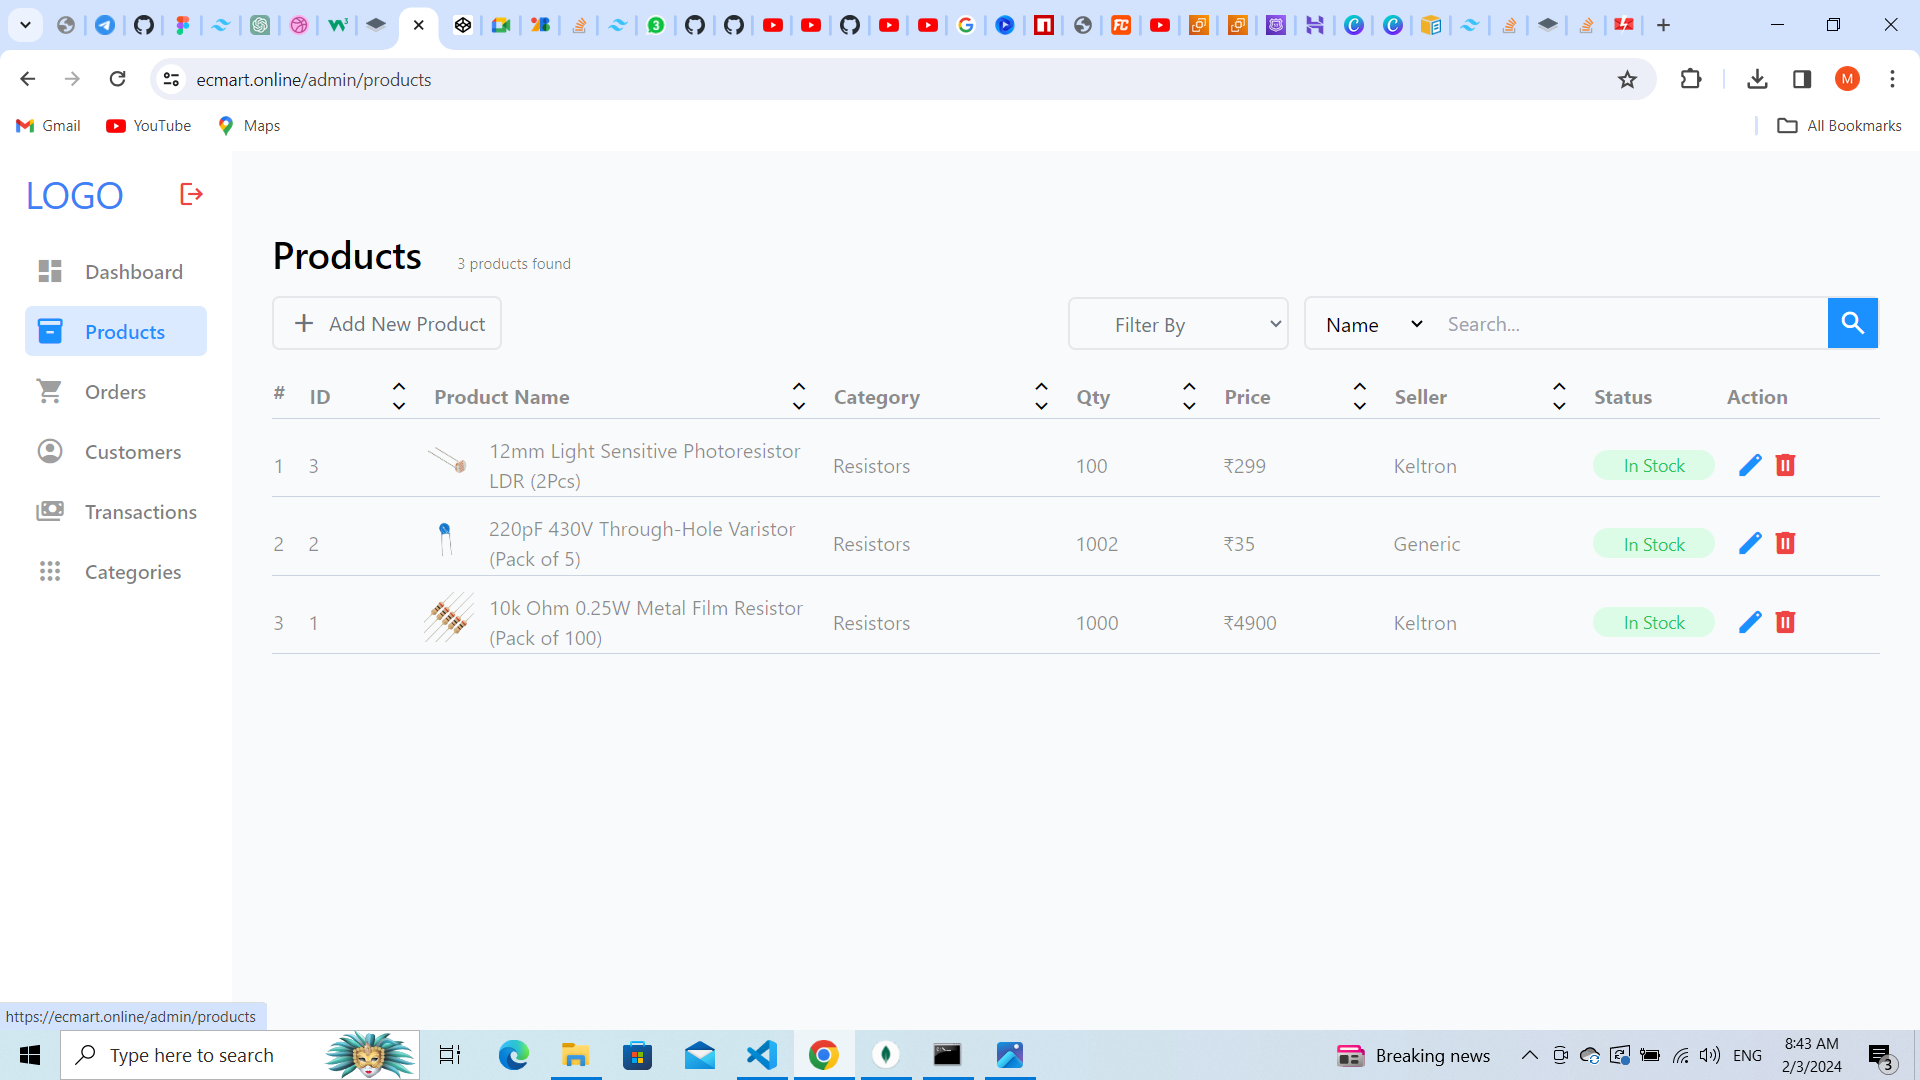 ecmart.online/admin/products
M
Gmail
YouTube
Maps
All Bookmarks
LOGO
Dashboard
Products
Orders
Customers
Transactions
Categories
Products
3 products found
Add New Product
Filter By
Name
Search...
# ID Product Name Category Qty Price Seller Status Action
1 3 12mm Light Sensitive Photoresistor LDR (2Pcs) Resistors 100 ₹299 Keltron In Stock
2 2 220pF 430V Through-Hole Varistor (Pack of 5) Resistors 1002 ₹35 Generic In Stock
3 1 10k Ohm 0.25W Metal Film Resistor (Pack of 100) Resistors 1000 ₹4900 Keltron In Stock
https://ecmart.online/admin/products
Type here to search
Breaking news
ENG
8:43 AM
2/3/2024
3